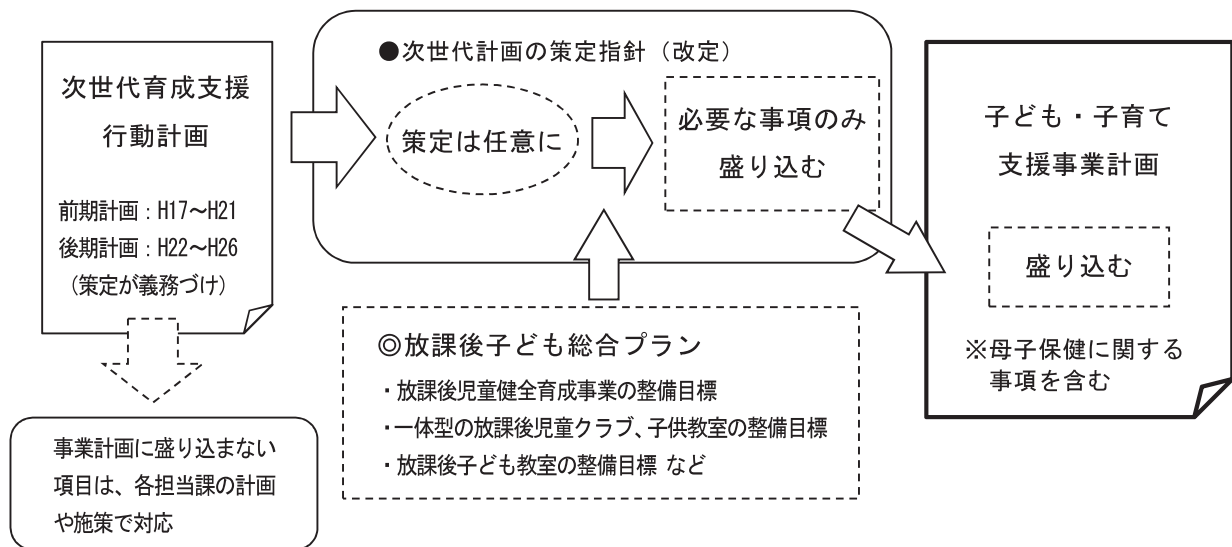 次世代育成支援
行動計画
前期計画：H17～H21
後期計画：H22～H26
（策定が義務づけ）
事業計画に盛り込まない
項目は、各担当課の計画
や施策で対応
●次世代計画の策定指針（改定）
策定は任意に
必要な事項のみ
盛り込む
◎放課後子ども総合プラン
・放課後児童健全育成事業の整備目標
・一体型の放課後児童クラブ、子供教室の整備目標
・放課後子ども教室の整備目標 など
子ども・子育て
支援事業計画
盛り込む
※母子保健に関する
事項を含む